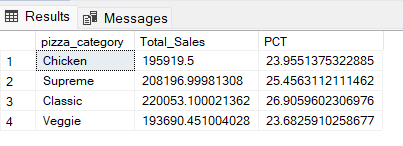 Results Messages
pizza_category Total_Sales PCT
1 Chicken 195919.5 23.9551375322885
2 Supreme 208196.99981308 25.4563112111462
3 Classic 220053.100021362 26.9059602306976
4 Veggie 193690.451004028 23.6825910258677